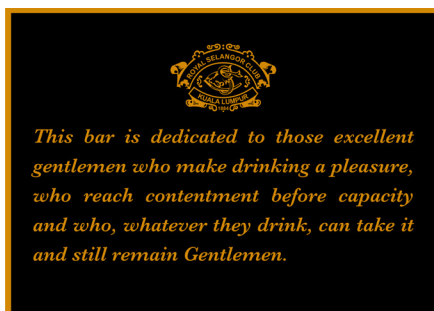 ROYAL SELANGOR CLUB
KUALA LUMPUR
1884
This bar is dedicated to those excellent
gentlemen who make drinking a pleasure,
who reach contentment before capacity
and who, whatever they drink, can take it
and still remain Gentlemen.